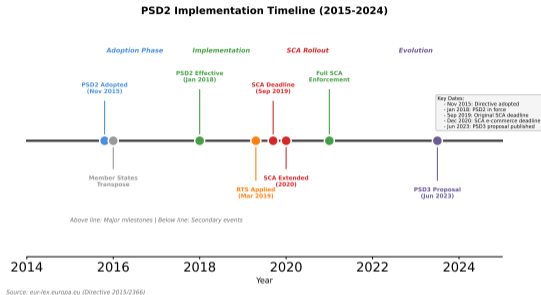 PSD2 Implementation Timeline (2015-2024)
Adoption Phase
Implementation
SCA Rollout
Evolution
PSD2 Effective
(Jan 2018)
Full SCA
Enforcement
PSD2 Adopted
(Nov 2015)
SCA Deadline
(Sep 2019)
Key Dates:
- Nov 2015: Directive adopted
- Jan 2018: PSD2 in force
- Sep 2019: Original SCA deadline
- Dec 2020: SCA e-commerce deadline
- Jun 2023: PSD3 proposal published
Member States
Transpose
SCA Extended
(2020)
RTS Applied
(Mar 2019)
PSD3 Proposal
(Jun 2023)
Above line: Major milestones | Below line: Secondary events
2014
2016
2018
2020
2022
2024
Year
Source: eur-lex.europa.eu (Directive 2015/2366)